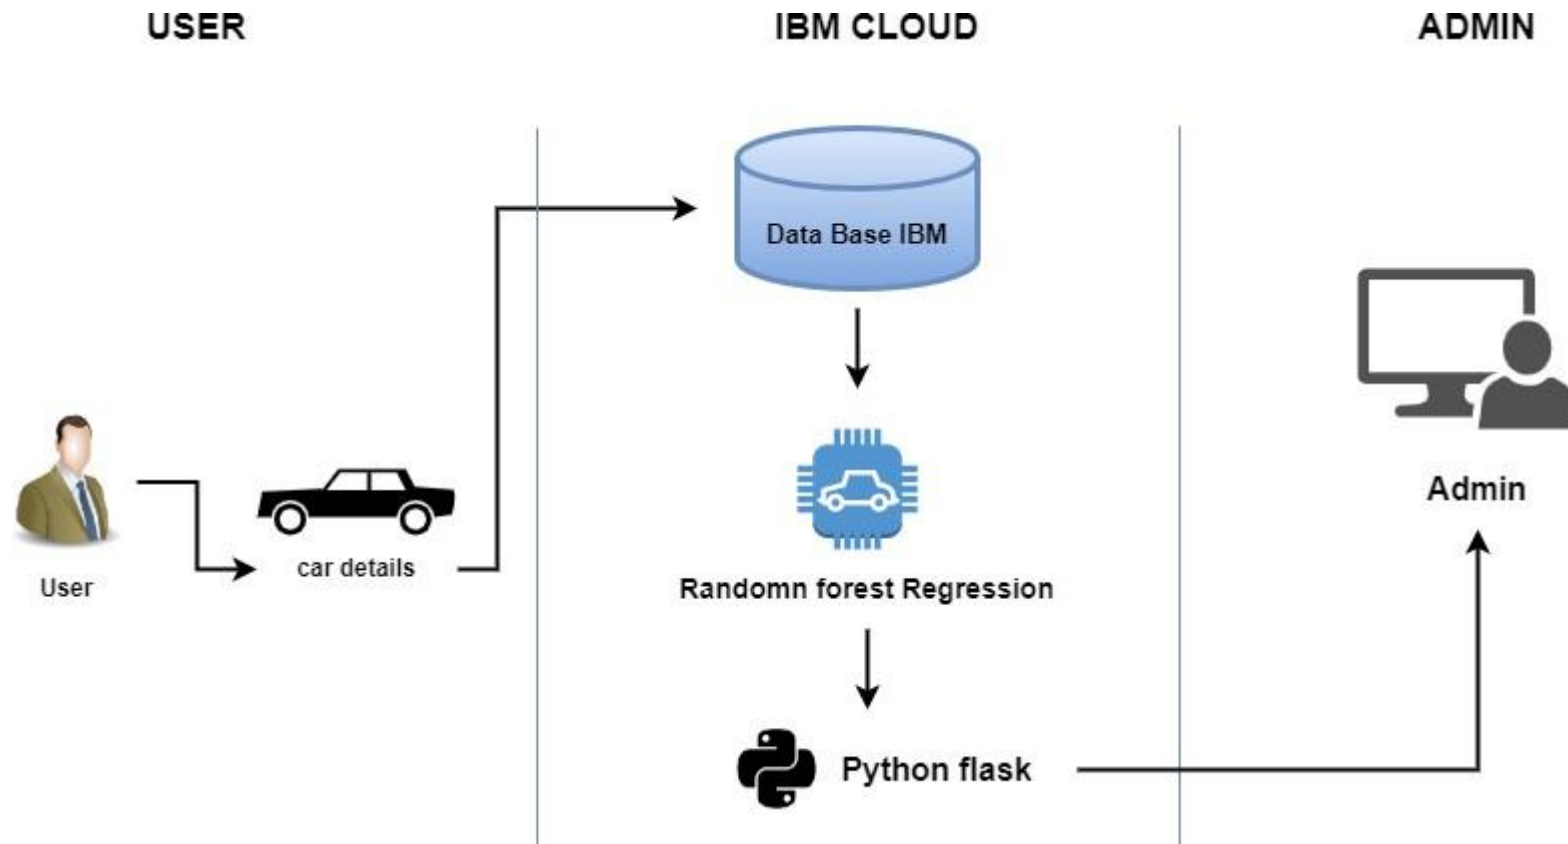 USER
IBM CLOUD
ADMIN
Data Base IBM
User
car details
Randomn forest Regression
Python flask
Admin